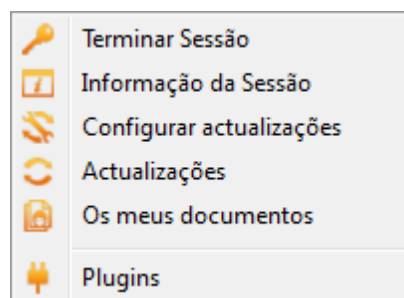 Terminar Sessão
Informação da Sessão
Configurar actualizações
Actualizações
Os meus documentos
Plugins